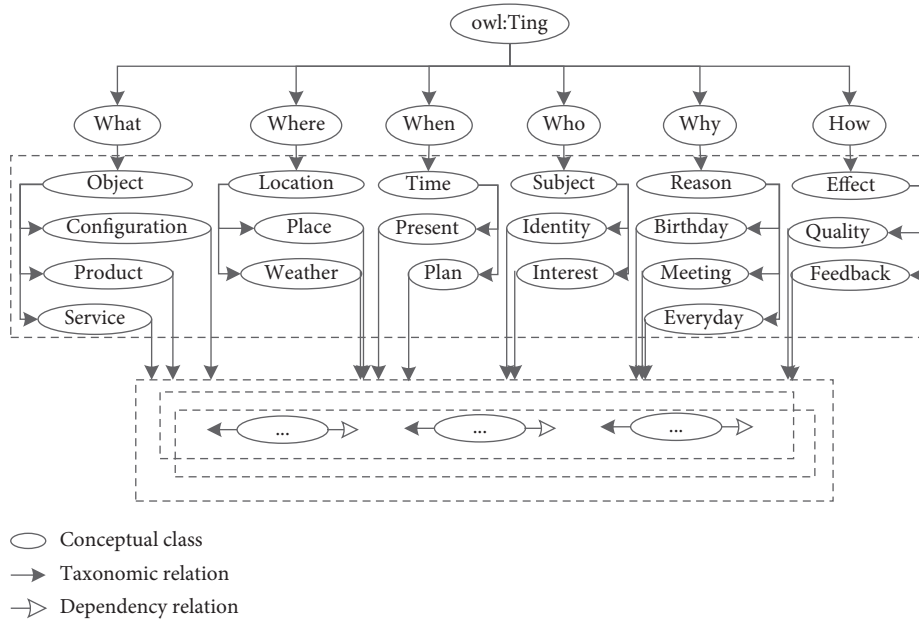 owl:Ting
What Where When Who Why How
Object Location Time Subject Reason Effect
Configuration Place Present Identity Birthday Quality
Product Weather Plan Interest Meeting Feedback
Service Everyday
... ... ...
Conceptual class
Taxonomic relation
Dependency relation